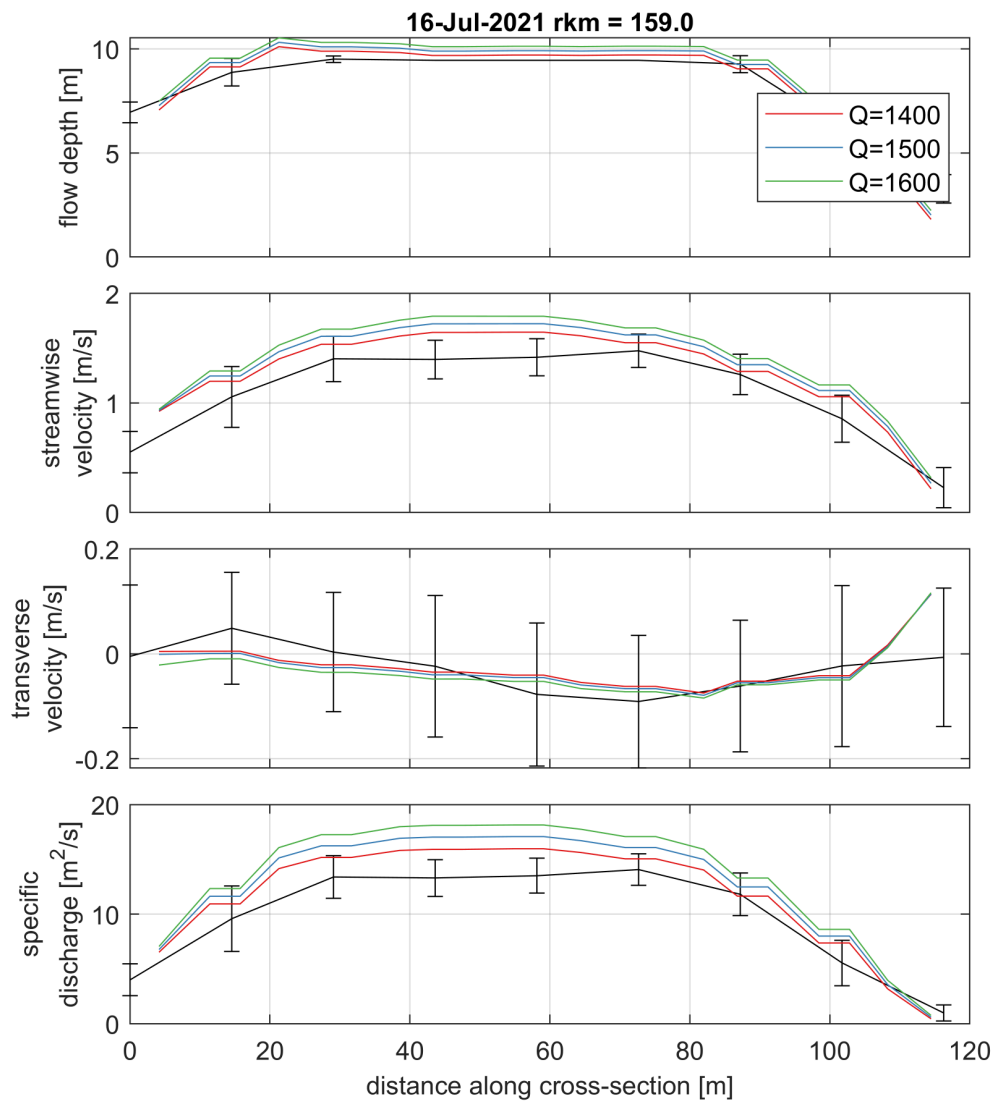 16-Jul-2021 rkm = 159.0
10
5
0
flow depth [m]
Q=1400
Q=1500
Q=1600
2
1
0
streamwise
velocity [m/s]
0.2
0
-0.2
transverse
velocity [m/s]
20
10
0
specific
discharge [m²/s]
0 20 40 60 80 100 120
distance along cross-section [m]